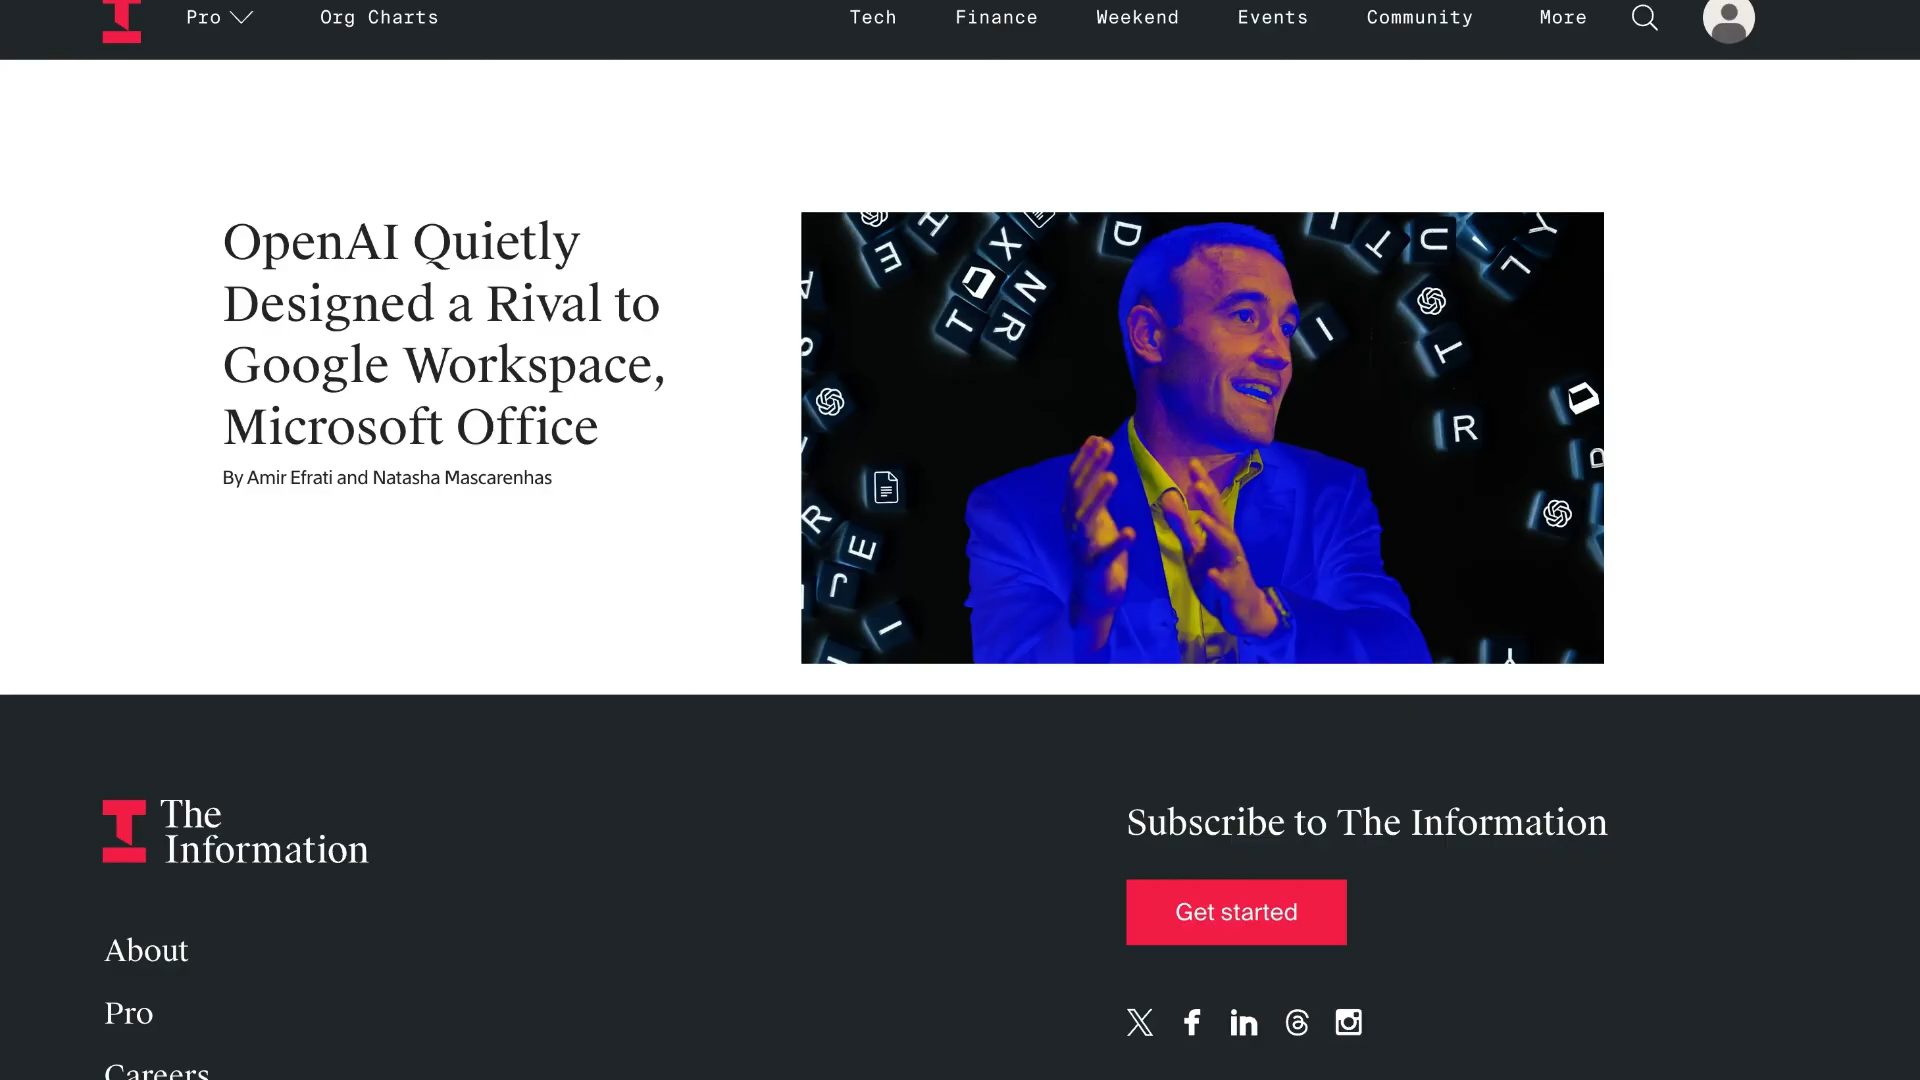 Pro
Org Charts
Tech
Finance
Weekend
Events
Community
More
OpenAI Quietly
Designed a Rival to
Google Workspace,
Microsoft Office
By Amir Efrati and Natasha Mascarenhas
The
Information
Subscribe to The Information
Get started
About
Pro
Careers